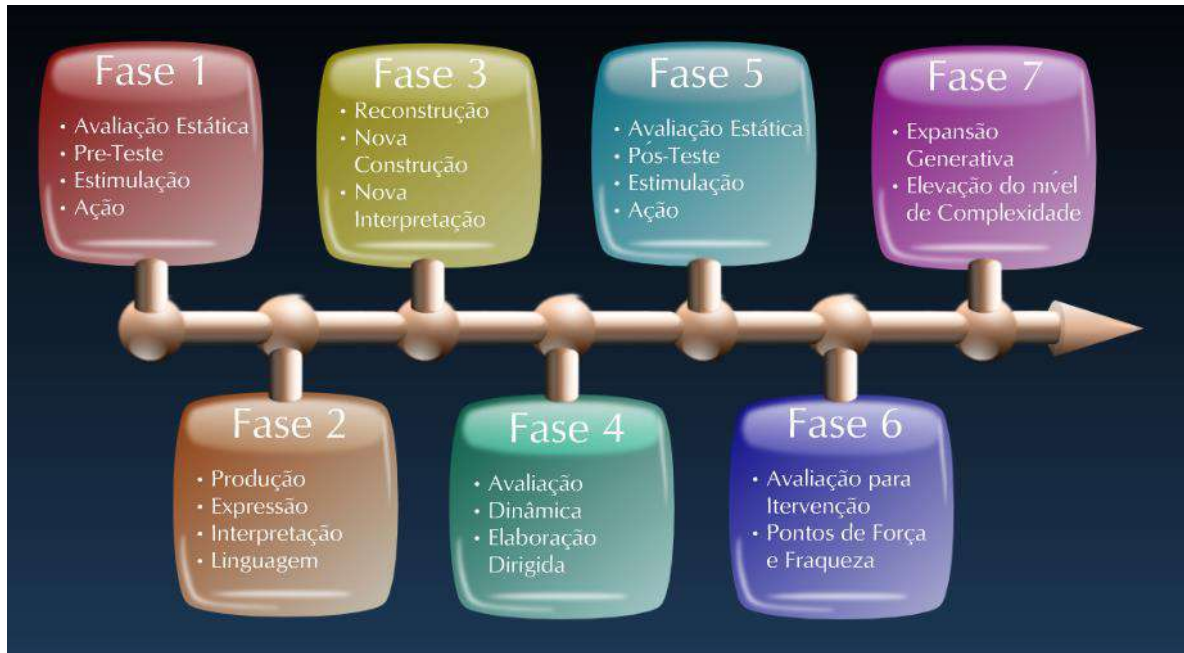 Fase 1
• Avaliação Estática
• Pre-Teste
• Estimulação
• Ação
Fase 2
• Produção
• Expressão
• Interpretação
• Linguagem
Fase 3
• Reconstrução
• Nova
Construção
• Nova
Interpretação
Fase 4
• Avaliação
• Dinâmica
• Elaboração
Dirigida
Fase 5
• Avaliação Estática
• Pós-Teste
• Estimulação
• Ação
Fase 6
• Avaliação para
Itervenção
• Pontos de Força
e Fraqueza
Fase 7
• Expansão
Generativa
• Elevação do nível
de Complexidade